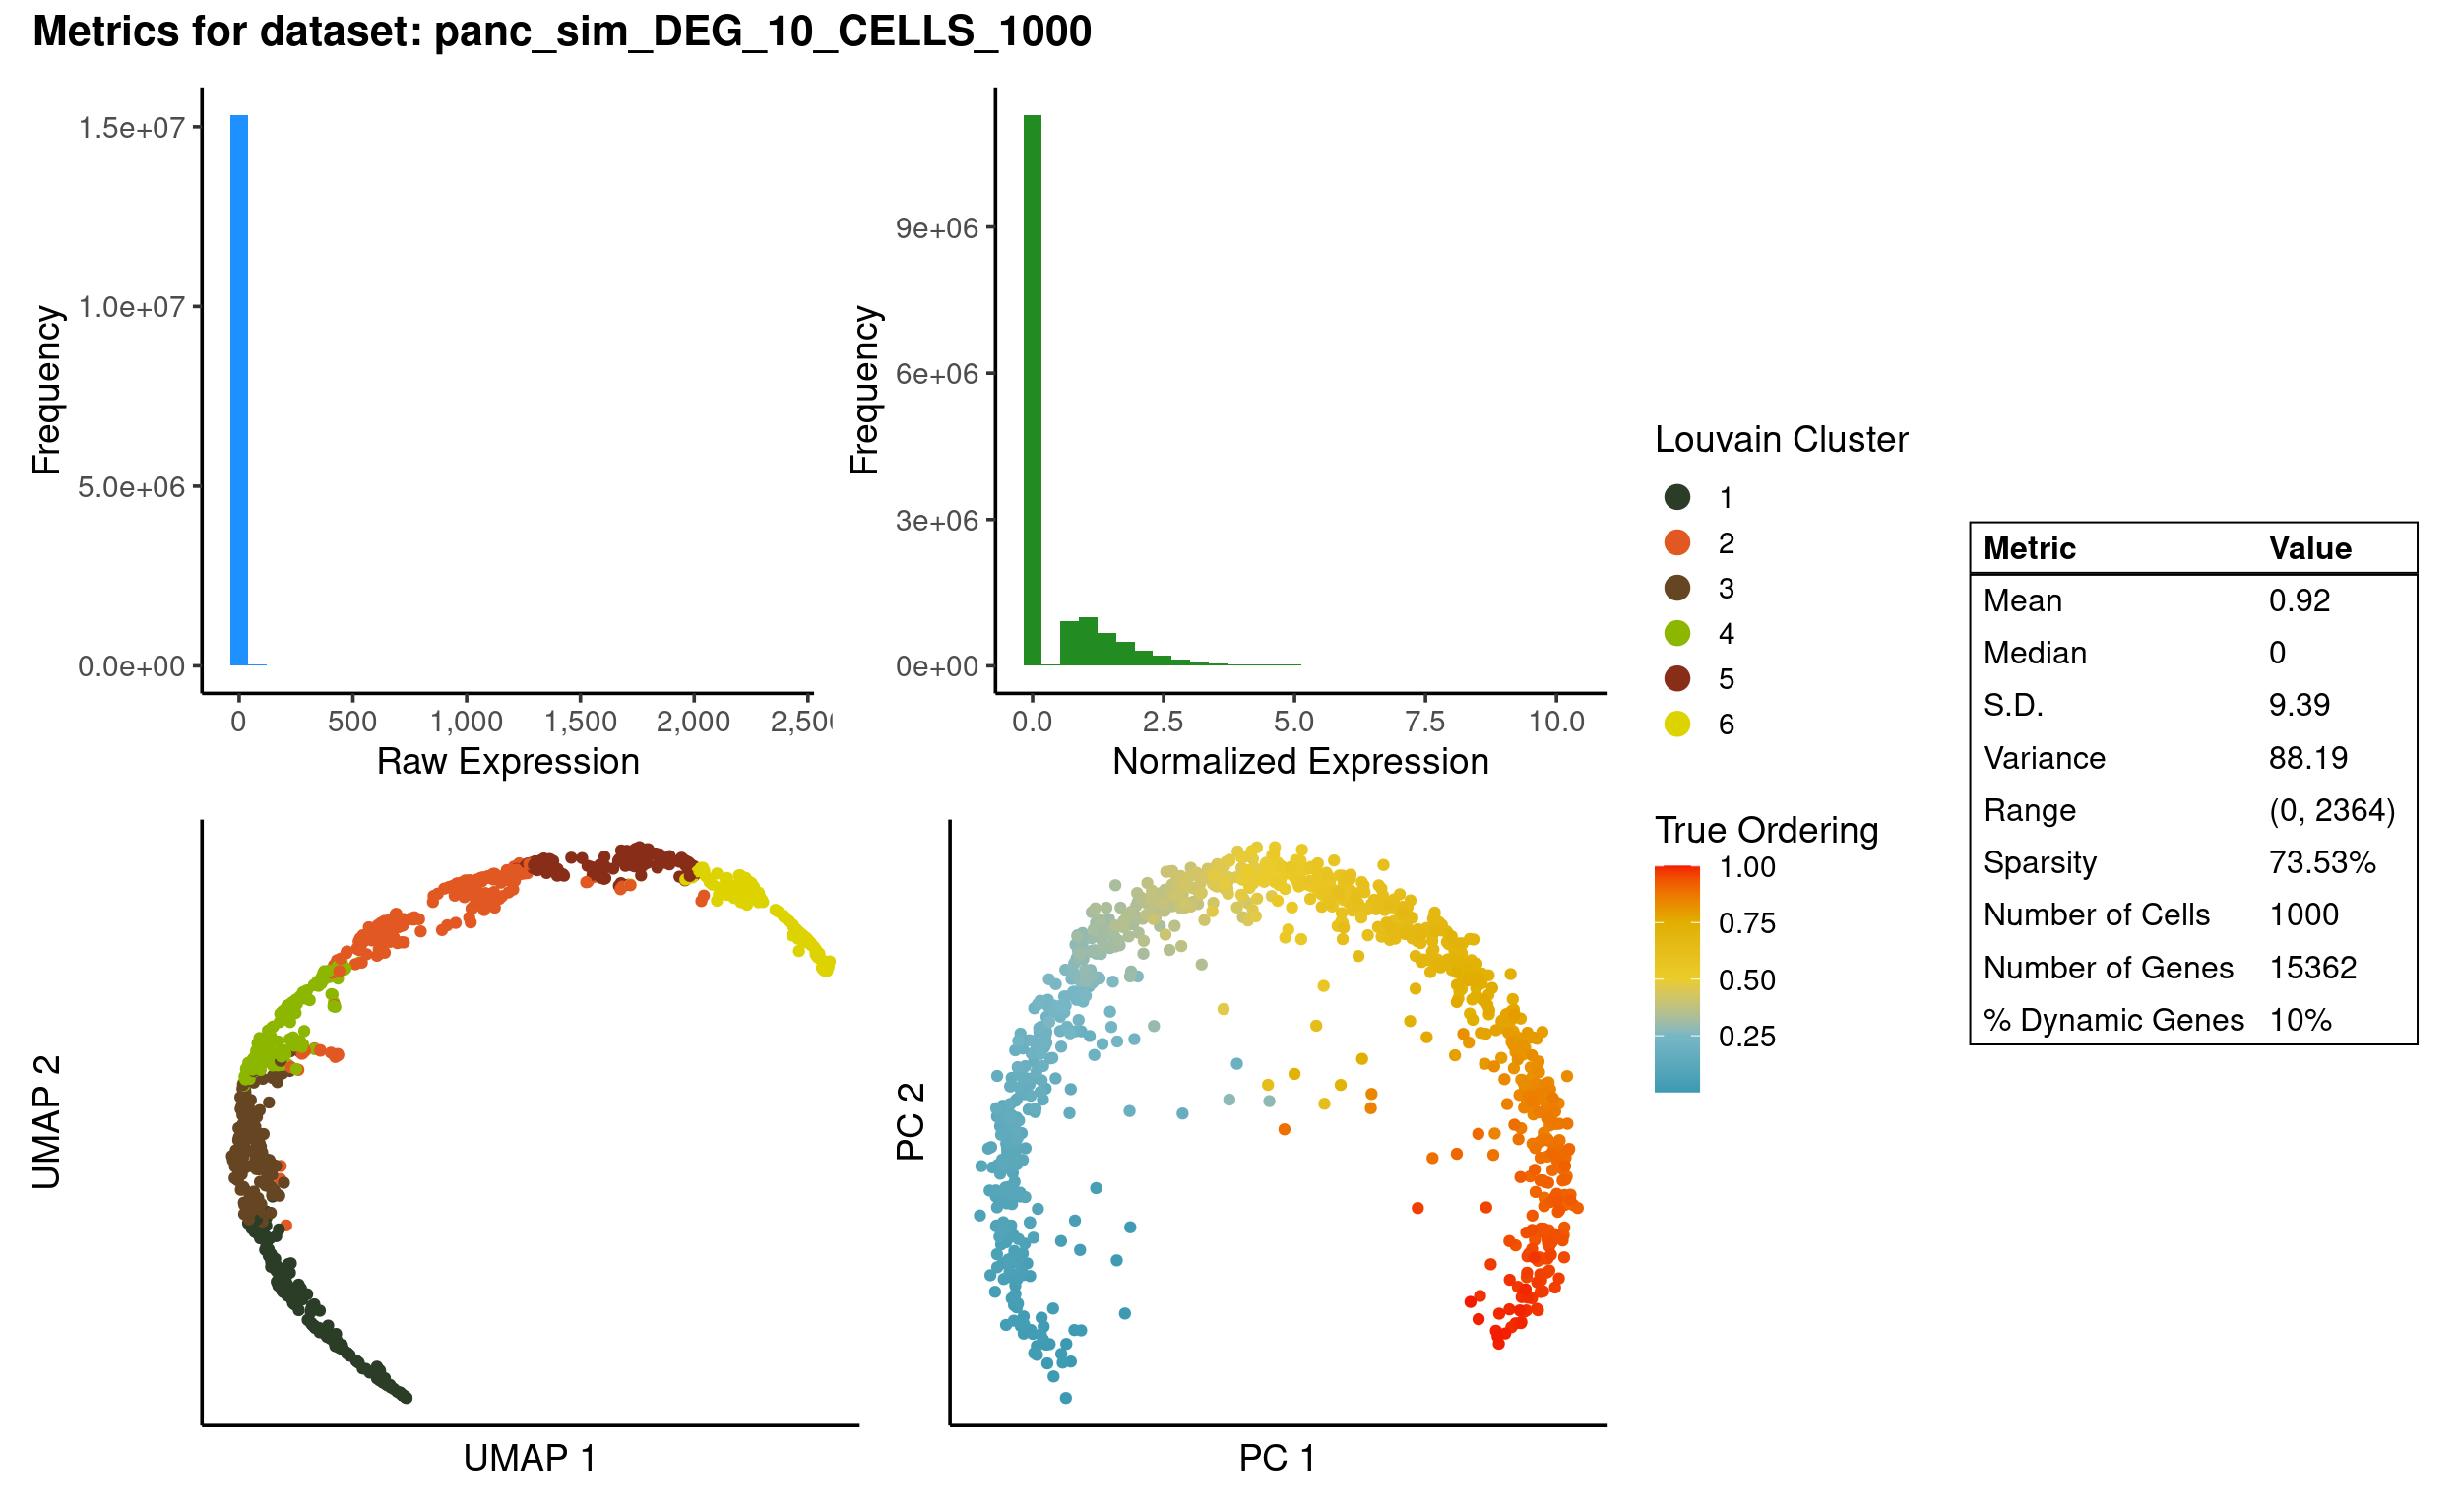 Metrics for dataset: panc_sim_DEG_10_CELLS_1000
Frequency
1.5e+07
1.0e+07
5.0e+06
0.0e+00
0 500 1,000 1,500 2,000 2,50
Raw Expression
Frequency
9e+06
6e+06
3e+06
0e+00
0.0 2.5 5.0 7.5 10.0
Normalized Expression
UMAP 2
UMAP 1
PC 2
PC 1
Louvain Cluster
1
2
3
4
5
6
True Ordering
1.00
0.75
0.50
0.25
Metric Value
Mean 0.92
Median 0
S.D. 9.39
Variance 88.19
Range (0, 2364)
Sparsity 73.53%
Number of Cells 1000
Number of Genes 15362
% Dynamic Genes 10%